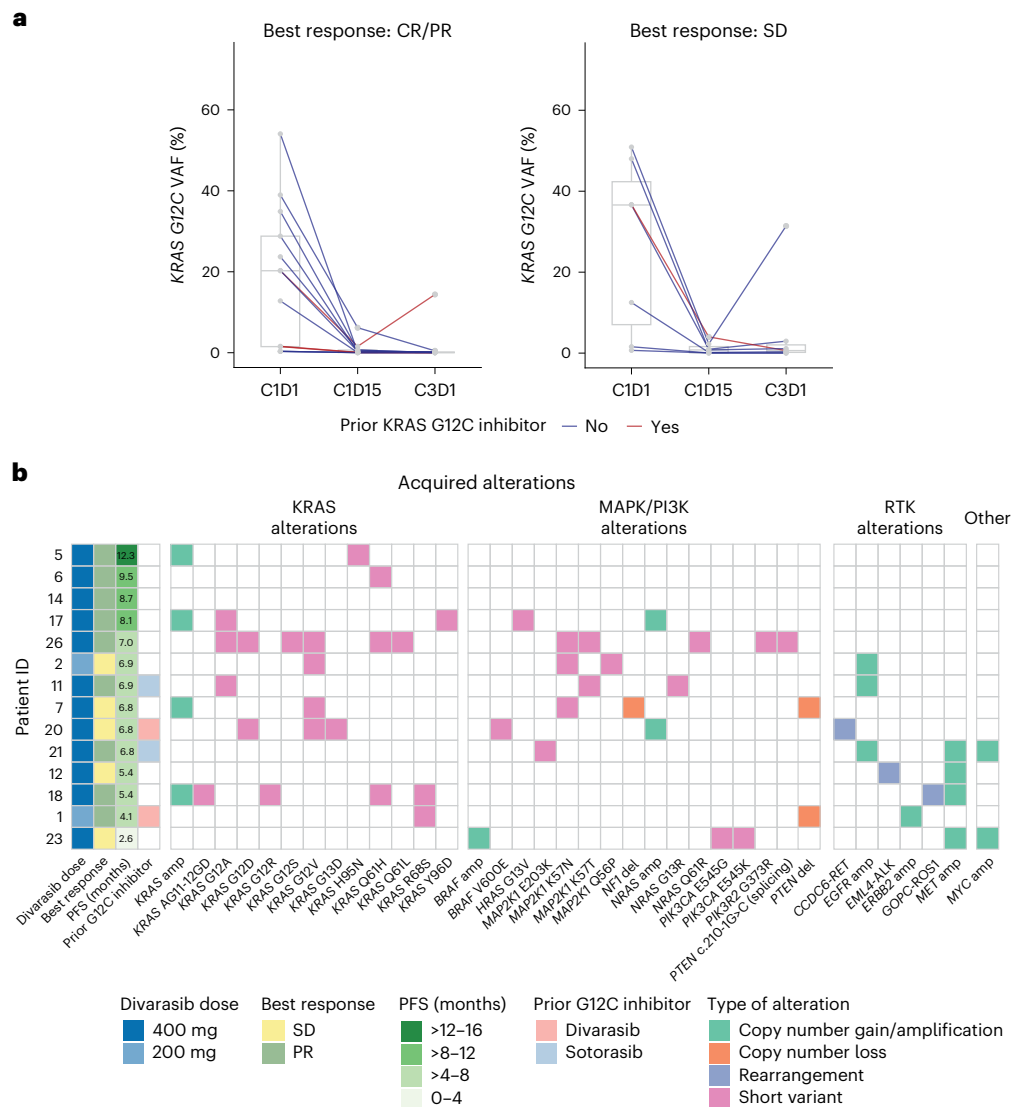 a
Best response: CR/PR
Best response: SD
KRAS G12C VAF (%)
60
40
20
0
C1D1 C1D15 C3D1
KRAS G12C VAF (%)
60
40
20
0
C1D1 C1D15 C3D1
Prior KRAS G12C inhibitor No Yes
b
Acquired alterations
KRAS alterations
MAPK/PI3K alterations
RTK alterations
Other
Patient ID
5 12.3
6 9.5
14 8.7
17 8.1
26 7.0
2 6.9
11 6.9
7 6.8
20 6.8
21 6.8
12 5.4
18 5.4
1 4.1
23 2.6
Divarasib dose
Best response
PFS (months)
Prior G12C inhibitor
KRAS amp
KRAS AG11-12GD
KRAS G12A
KRAS G12D
KRAS G12R
KRAS G12S
KRAS G12V
KRAS G13D
KRAS H95N
KRAS Q61H
KRAS Q61L
KRAS R68S
KRAS Y96D
BRAF amp
BRAF V600E
HRAS G13V
MAP2K1 E203K
MAP2K1 K57N
MAP2K1 K57T
MAP2K1 Q56P
NF1 del
NRAS amp
NRAS G13R
NRAS Q61R
PIK3CA E545G
PIK3CA E545K
PIK3R2 G373R
PTEN c.210-1G>C (splicing)
PTEN del
CCDC6-RET
EGFR amp
EML4-ALK
ERBB2 amp
GOPC-ROS1
MET amp
MYC amp
Divarasib dose
400 mg
200 mg
Best response
SD
PR
PFS (months)
>12–16
>8–12
>4–8
0–4
Prior G12C inhibitor
Divarasib
Sotorasib
Type of alteration
Copy number gain/amplification
Copy number loss
Rearrangement
Short variant